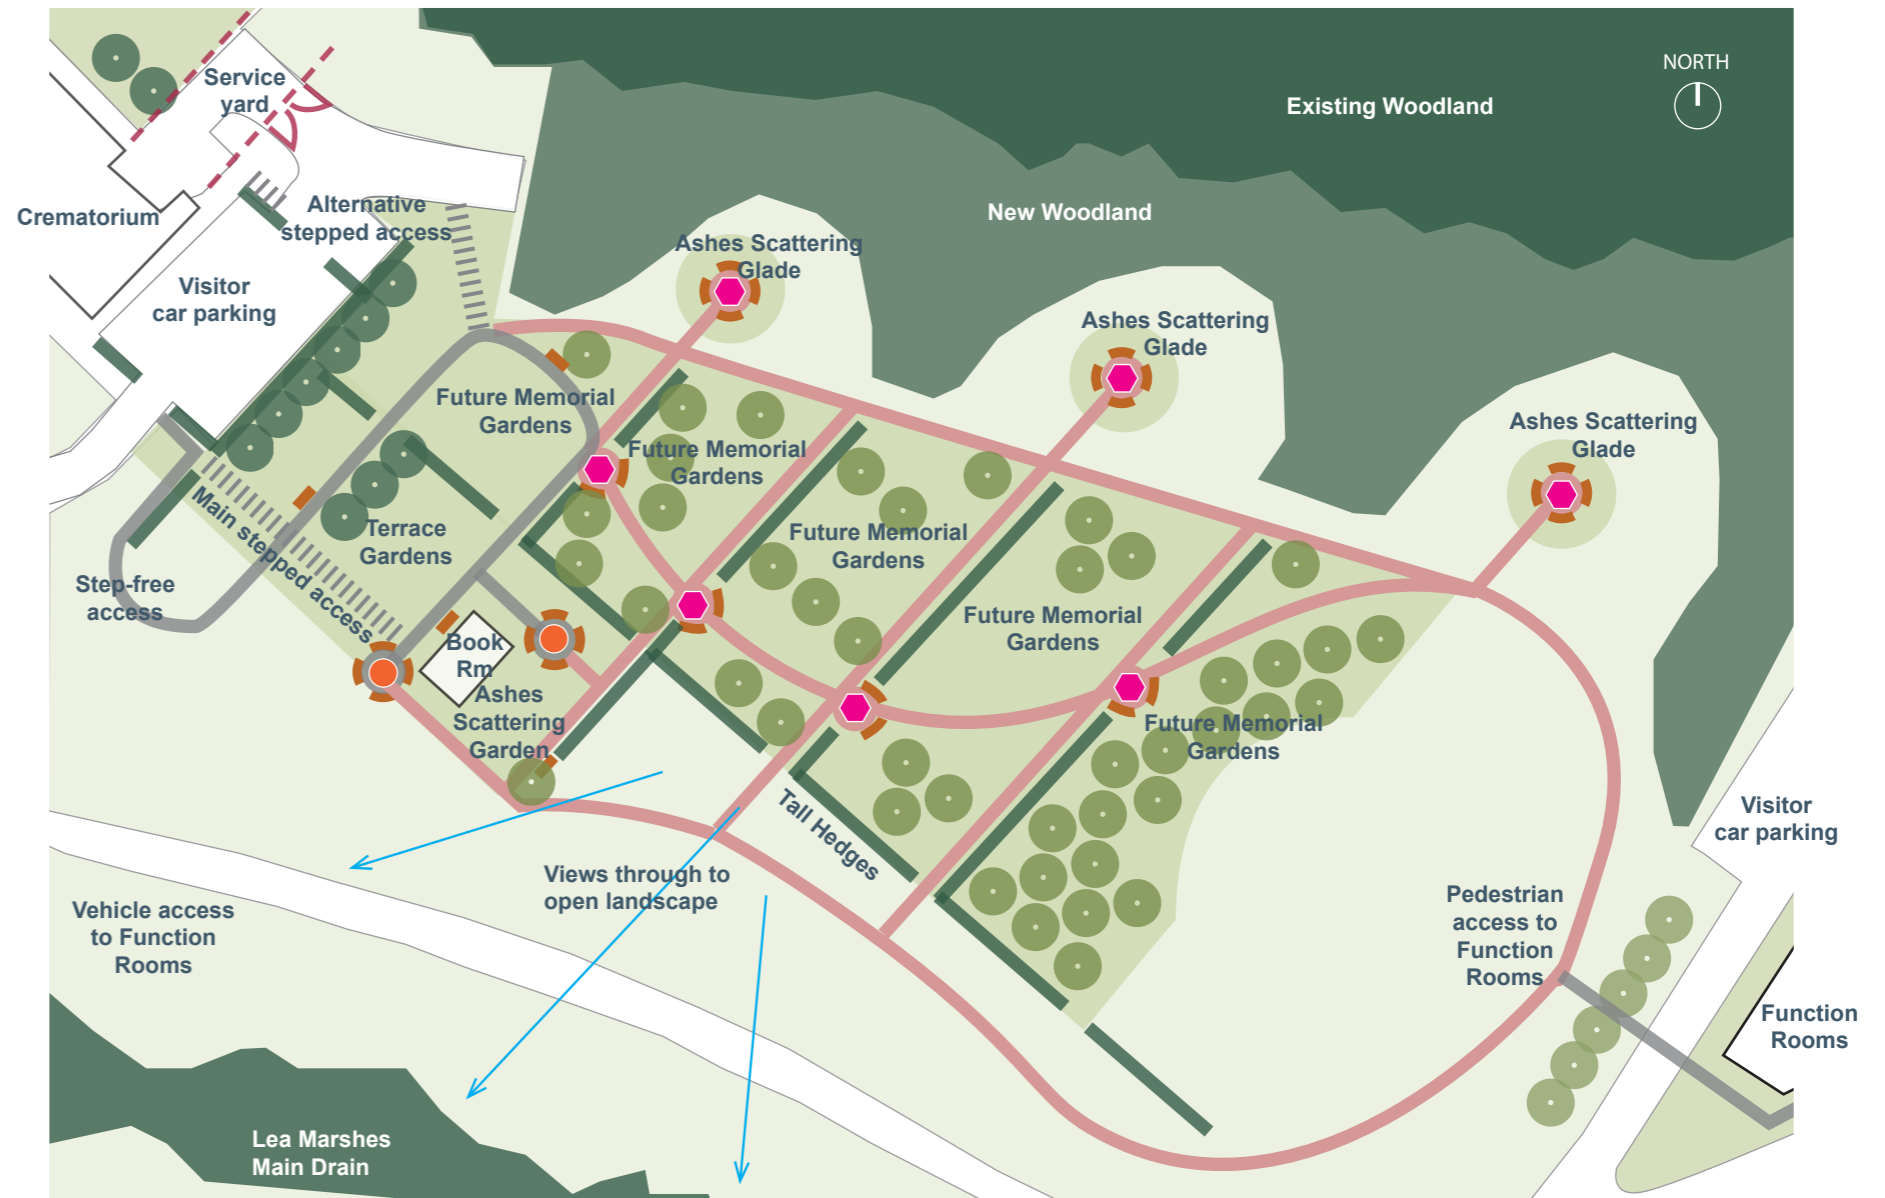 NORTH
Service
yard
Existing Woodland
Crematorium
Alternative
stepped access
New Woodland
Ashes Scattering
Glade
Visitor
car parking
Ashes Scattering
Glade
Future Memorial
Gardens
Ashes Scattering
Glade
Future Memorial
Gardens
Main stepped access
Terrace
Gardens
Future Memorial
Gardens
Step-free
access
Future Memorial
Gardens
Book
Rm
Ashes
Scattering
Garden
Future Memorial
Gardens
Tall Hedges
Visitor
car parking
Views through to
open landscape
Vehicle access
to Function
Rooms
Pedestrian
access to
Function
Rooms
Function
Rooms
Lea Marshes
Main Drain